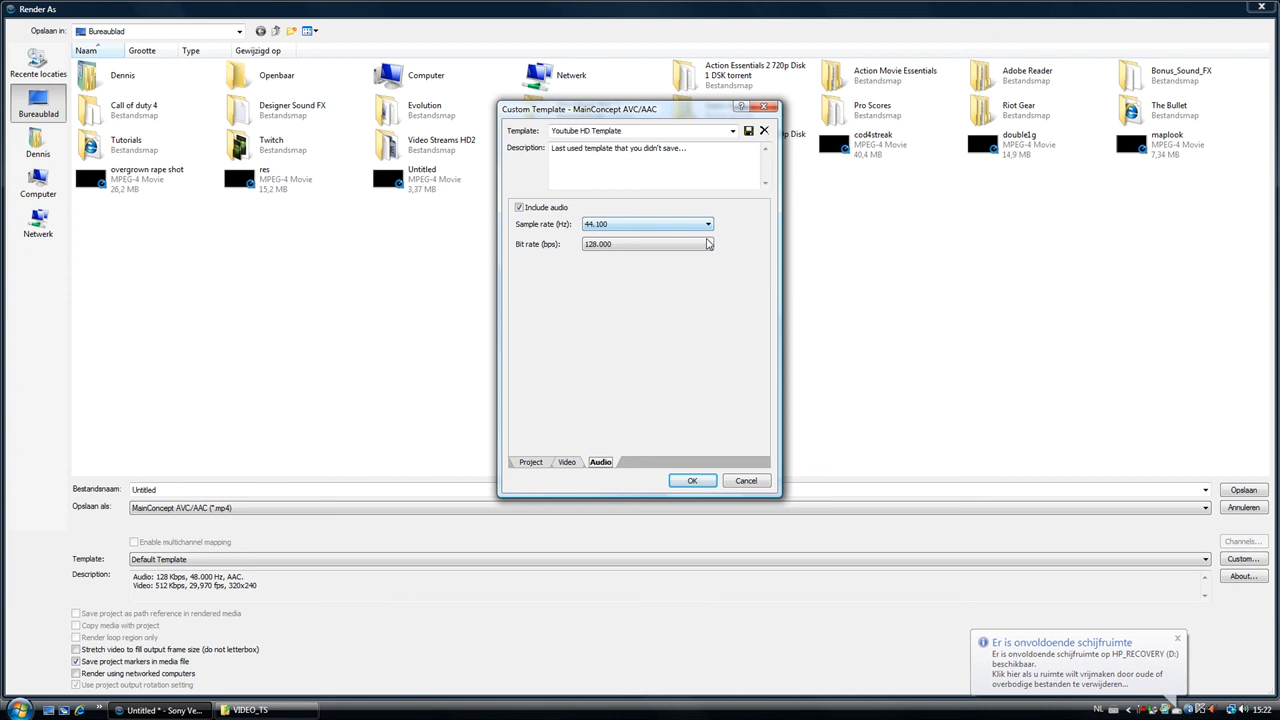 Render As
Opslaan in:
Bureaublad
Naam
Grootte
Type
Gewijzigd op
Recente locaties
Bureaublad
Dennis
Computer
Netwerk
Dennis
Openbaar
Computer
Netwerk
Action Essentials 2 720p Disk
1 DSK torrent
Bestandsmap
Action Movie Essentials
Bestandsmap
Adobe Reader
Bestandsmap
Bonus_Sound_FX
Bestandsmap
Call of duty 4
Bestandsmap
Designer Sound FX
Bestandsmap
Evolution
Bestandsmap
Pro Scores
Bestandsmap
Riot Gear
Bestandsmap
The Bullet
Bestandsmap
Tutorials
Bestandsmap
Twitch
Bestandsmap
Video Streams HD2
Bestandsmap
cod4streak
MPEG-4 Movie
40,4 MB
double1g
MPEG-4 Movie
14,9 MB
maplook
MPEG-4 Movie
7,34 MB
overgrown rape shot
MPEG-4 Movie
26,2 MB
res
MPEG-4 Movie
15,2 MB
Untitled
MPEG-4 Movie
3,37 MB
Custom Template - MainConcept AVC/AAC
Template:
Youtube HD Template
Description:
Last used template that you didn't save...
Include audio
Sample rate (Hz):
44.100
Bit rate (bps):
128.000
Project
Video
Audio
OK
Cancel
Bestandsnaam:
Untitled
Opslaan
Opslaan als:
MainConcept AVC/AAC (*.mp4)
Annuleren
Enable multichannel mapping
Channels...
Template:
Default Template
Custom...
Description:
Audio: 128 Kbps, 48.000 Hz, AAC.
Video: 512 Kbps, 29,970 fps, 320x240
About...
Save project as path reference in rendered media
Copy media with project
Render loop region only
Stretch video to fill output frame size (do not letterbox)
Save project markers in media file
Render using networked computers
Use project output rotation setting
Er is onvoldoende schijfruimte
Er is onvoldoende schijfruimte op HP_RECOVERY (D:)
beschikbaar.
Klik hier als u ruimte wilt vrijmaken door oude of
overbodige bestanden te verwijderen...
Untitled * - Sony Ve...
VIDEO_TS
NL
15:22